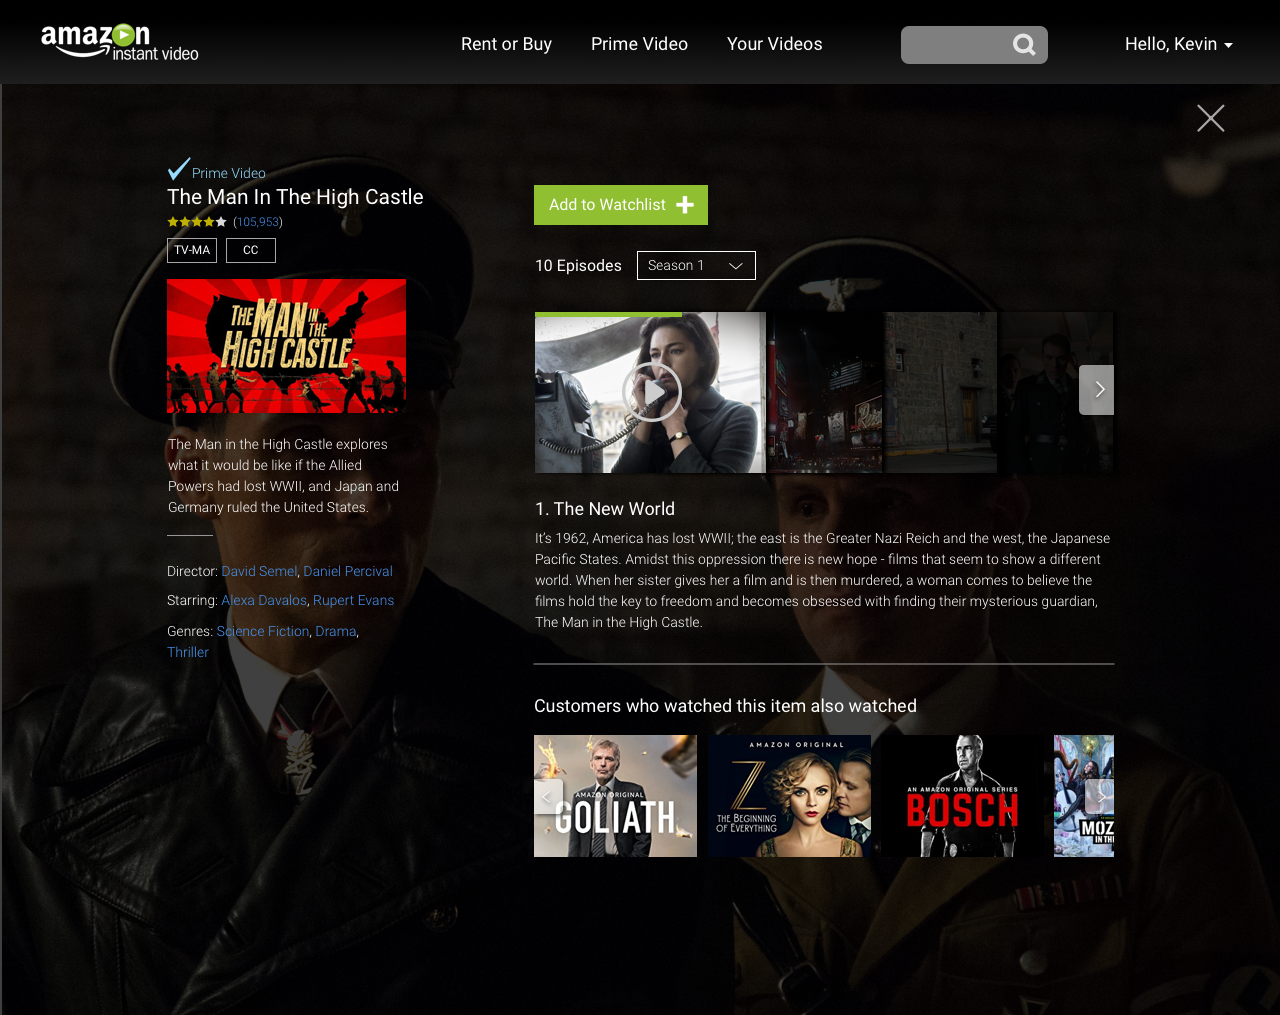 amazon
instant video
Rent or Buy
Prime Video
Your Videos
Hello, Kevin
Prime Video
The Man In The High Castle
(105,953)
TV-MA
CC
THE MAN IN
THE
HIGH CASTLE
The Man in the High Castle explores
what it would be like if the Allied
Powers had lost WWII, and Japan and
Germany ruled the United States.
Director: David Semel, Daniel Percival
Starring: Alexa Davalos, Rupert Evans
Genres: Science Fiction, Drama,
Thriller
Add to Watchlist
10 Episodes
Season 1
1. The New World
It’s 1962, America has lost WWII; the east is the Greater Nazi Reich and the west, the Japanese
Pacific States. Amidst this oppression there is new hope - films that seem to show a different
world. When her sister gives her a film and is then murdered, a woman comes to believe the
films hold the key to freedom and becomes obsessed with finding their mysterious guardian,
The Man in the High Castle.
Customers who watched this item also watched
AMAZON ORIGINAL
GOLIATH
AMAZON ORIGINAL
Z
THE BEGINNING
OF EVERYTHING
AN AMAZON ORIGINAL SERIES
BOSCH
MOZ
IN THE